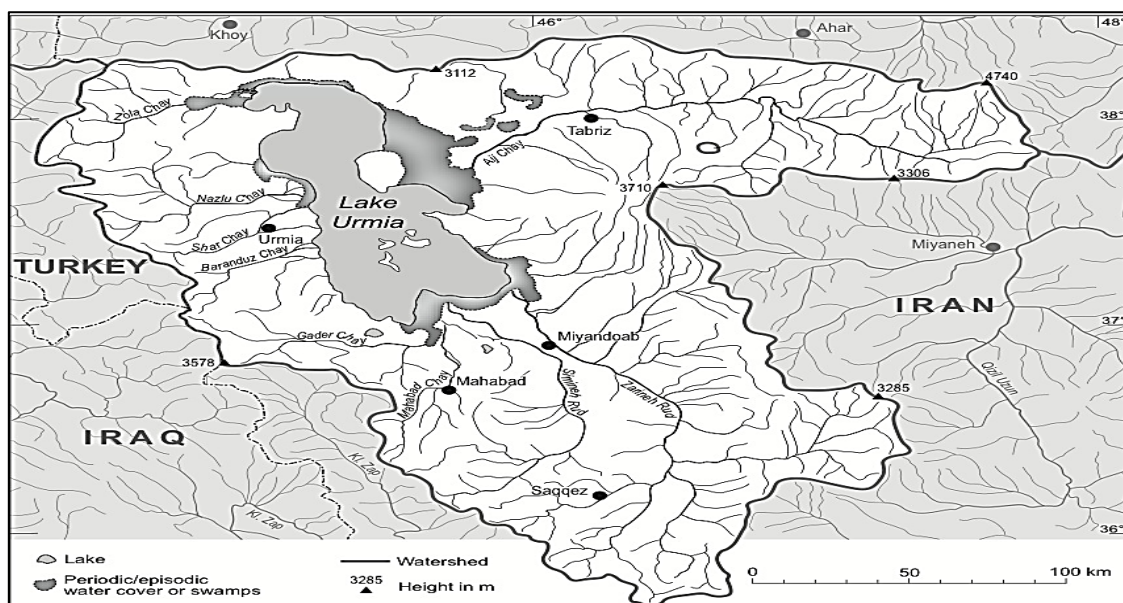 46°
48°
Khoy
Ahar
3112
4740
Zola Chay
Tabriz
38°
Aji Chay
3306
3710
Nazlu Chay
Lake
Urmia
Shar Chay
Urmia
Miyaneh
Baranduz Chay
TURKEY
IRAN
37°
Gader Chay
Miyandoab
3578
Mahabad Chay
Mahabad
Simineh Rud
Zarrineh Rud
Qizil Uzun
3285
IRAQ
Kl. Zap
Saqqez
Kl. Zap
36°
Lake
Periodic/episodic
water cover or swamps
Watershed
3285 Height in m
0 50 100 km